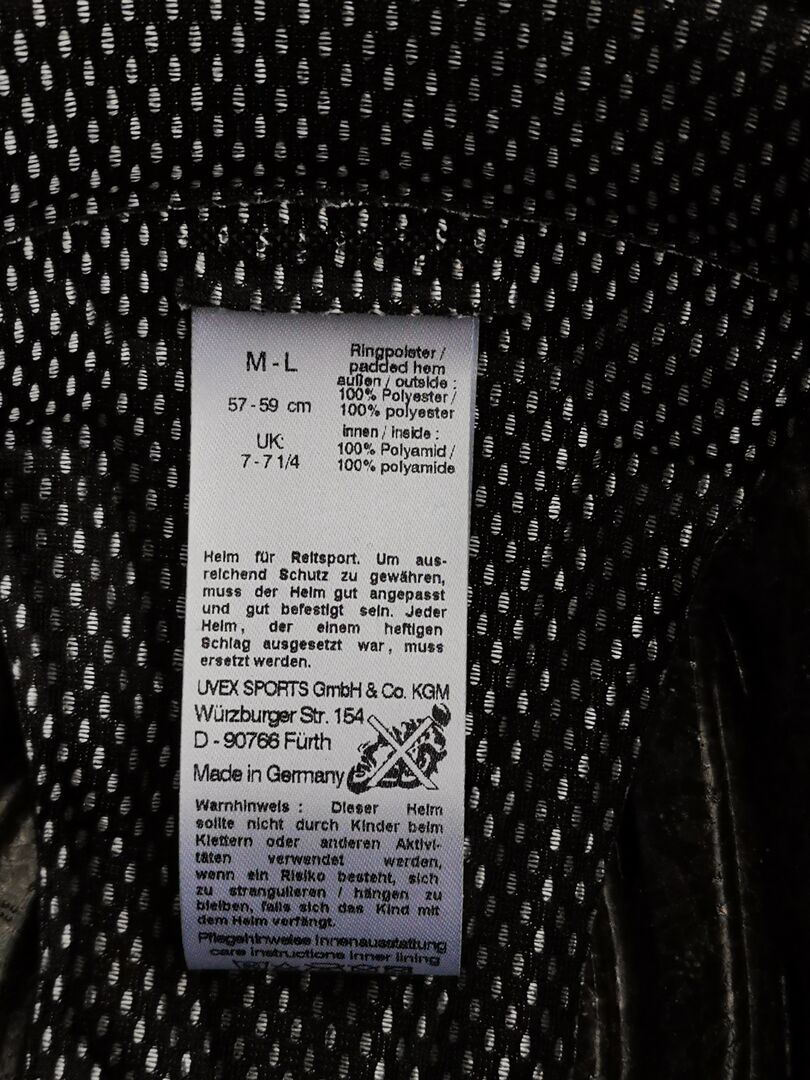 M - L
57 - 59 cm
UK:
7 - 7 1/4
Ringpolster /
padded hem
außen / outside :
100% Polyester /
100% polyester
innen / inside :
100% Polyamid /
100% polyamide
Helm für Reitsport. Um aus-
reichend Schutz zu gewähren,
muss der Helm gut angepasst
und gut befestigt sein. Jeder
Helm, der einem heftigen
Schlag ausgesetzt war, muss
ersetzt werden.
UVEX SPORTS GmbH & Co. KGM
Würzburger Str. 154
D - 90766 Fürth
Made in Germany
Warnhinweis : Dieser Helm
sollte nicht durch Kinder beim
Klettern oder anderen Aktivi-
täten verwendet werden,
wenn ein Risiko besteht, sich
zu strangulieren / hängen zu
bleiben, falls sich das Kind mit
dem Helm verfängt.
Pflegehinweise Innenausstattung
care instructions inner lining